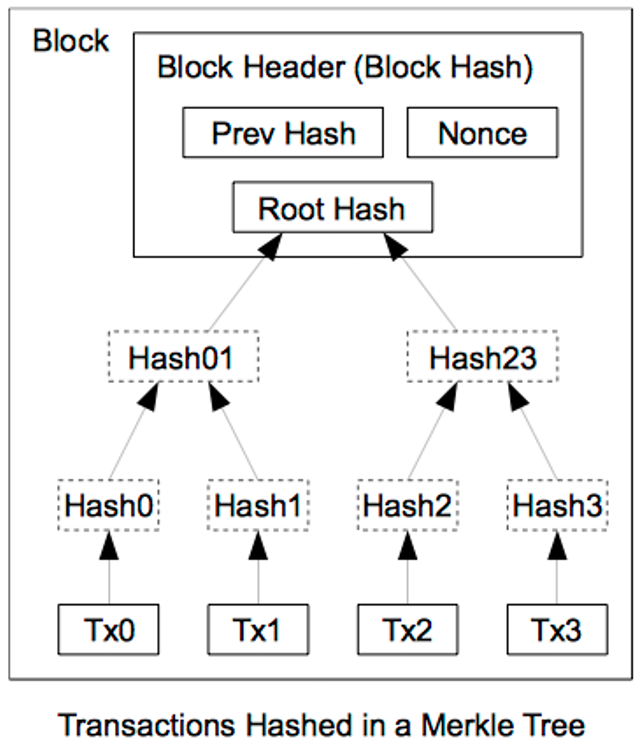 Block
Block Header (Block Hash)
Prev Hash
Nonce
Root Hash
Hash01
Hash23
Hash0
Hash1
Hash2
Hash3
Tx0
Tx1
Tx2
Tx3
Transactions Hashed in a Merkle Tree